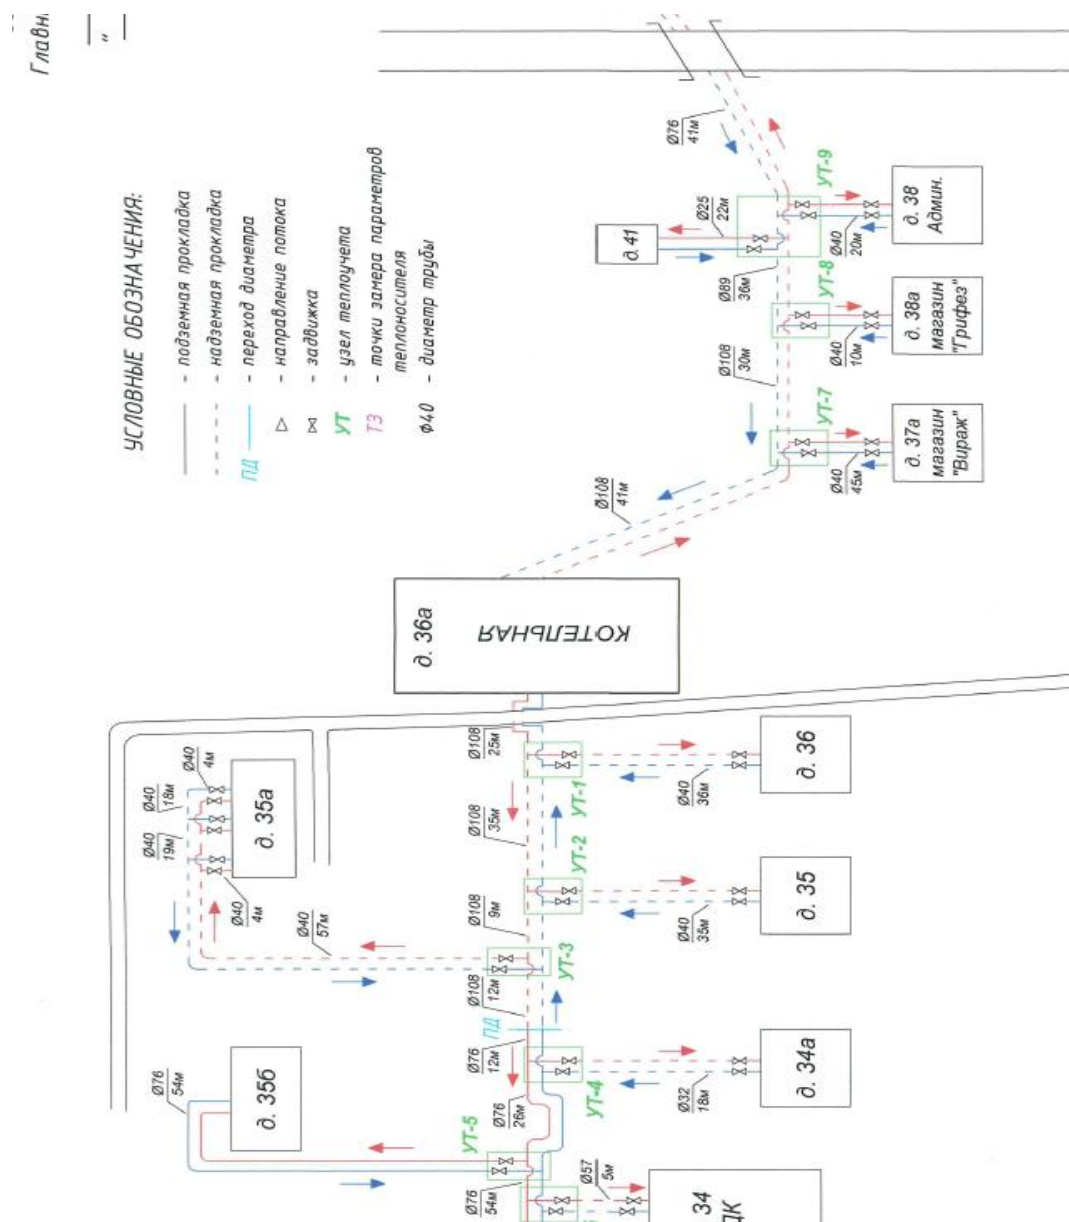 Главн
"
УСЛОВНЫЕ ОБОЗНАЧЕНИЯ:
- подземная прокладка
- надземная прокладка
ПД - переход диаметра
- направление потока
- задвижка
УТ - узел теплоучета
ТЗ - точки замера параметров
теплоносителя
ф40 - диаметр трубы
Ø76
41м
УТ-9
Ø25
22м
д. 41
д. 38
Админ.
Ø40
20м
Ø89
36м
УТ-8
д. 38а
магазин
"Грифез"
Ø40
10м
Ø108
30м
УТ-7
д. 37а
магазин
"Вираж"
Ø40
45м
Ø108
41м
д. 36а
КОТЕЛЬНАЯ
Ø108
25м
УТ-1
Ø40
36м
д. 36
Ø108
35м
УТ-2
Ø40
35м
д. 35
Ø40
4м
Ø40
18м
Ø40
19м
д. 35а
Ø40
4м
Ø40
57м
Ø108
9м
УТ-3
Ø108
12м
ПД
Ø76
12м
УТ-4
Ø32
18м
д. 34а
Ø76
26м
УТ-5
Ø76
54м
д. 35б
Ø76
54м
Ø57
5м
34
ДК